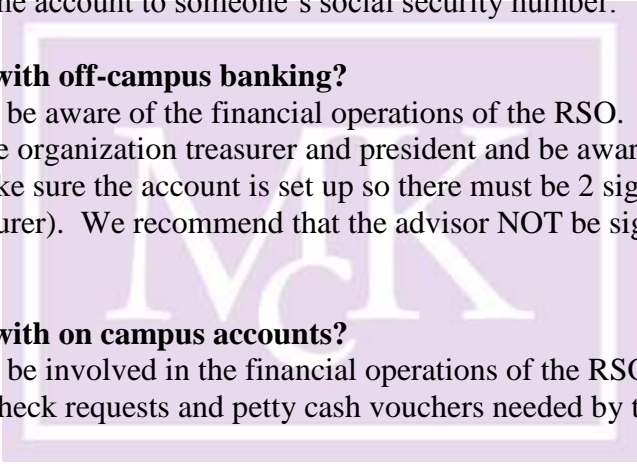 he account to someone's social security number.
with off-campus banking?
be aware of the financial operations of the RSO.
e organization treasurer and president and be awar
ke sure the account is set up so there must be 2 sig
urer). We recommend that the advisor NOT be sig
with on campus accounts?
be involved in the financial operations of the RSO
heck requests and petty cash vouchers needed by t
McK